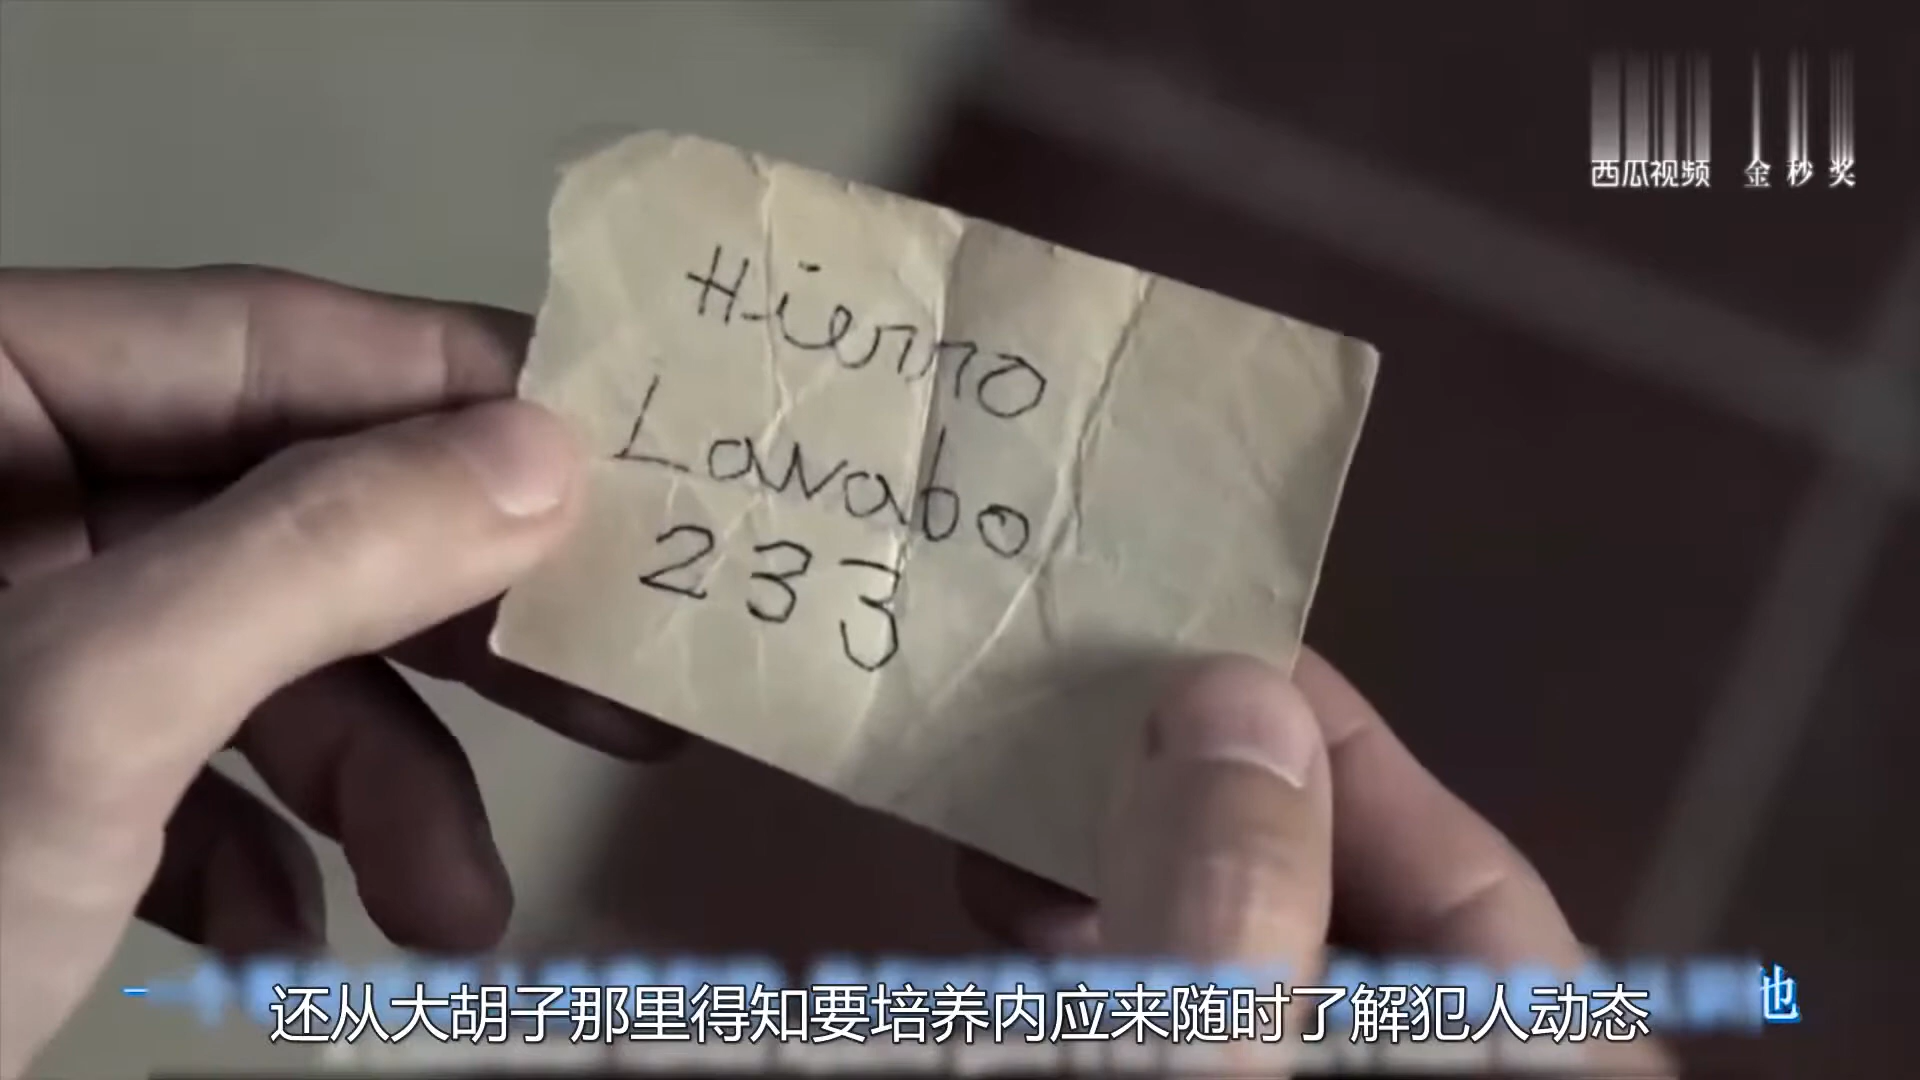 西瓜视频 金秒奖
Hierro
Lavabo
233
还从大胡子那里得知要培养内应来随时了解犯人动态
也